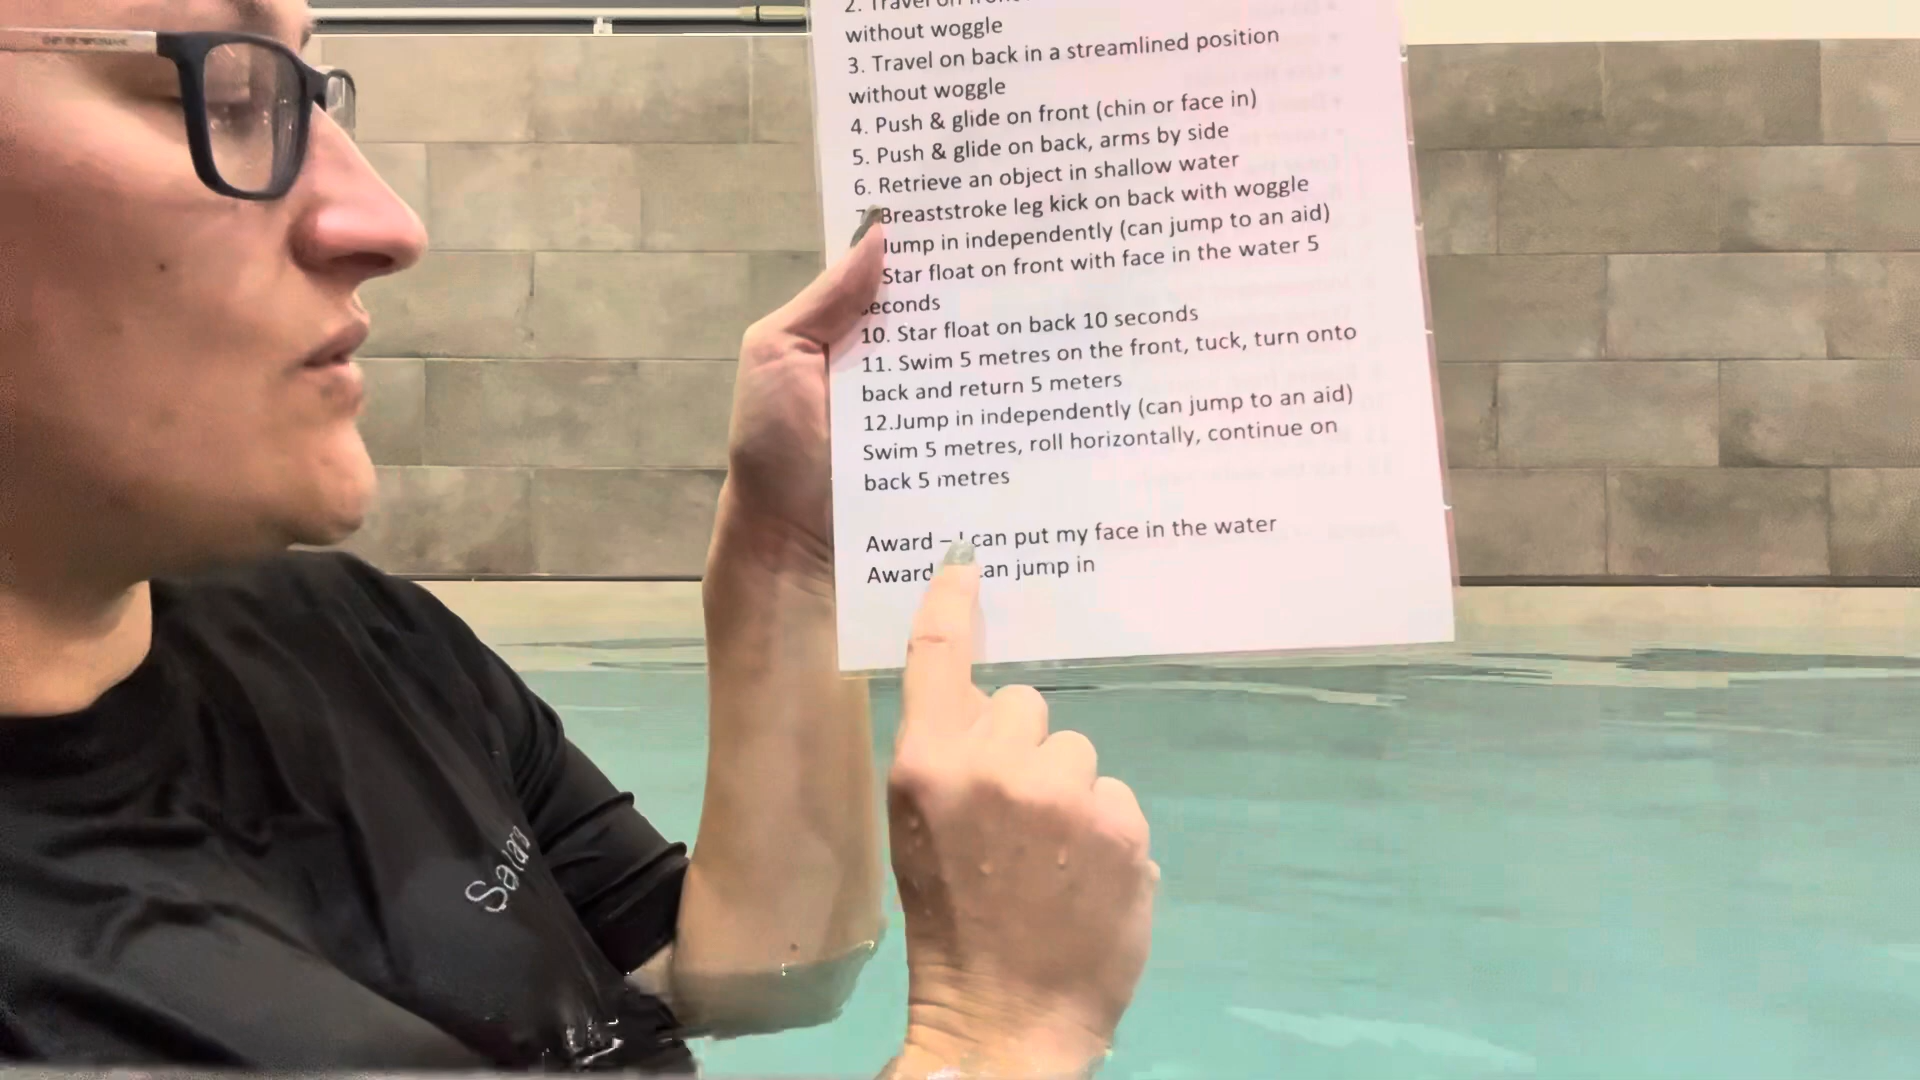 2. Travel on front
without woggle
3. Travel on back in a streamlined position
without woggle
4. Push & glide on front (chin or face in)
5. Push & glide on back, arms by side
6. Retrieve an object in shallow water
7. Breaststroke leg kick on back with woggle
Jump in independently (can jump to an aid)
Star float on front with face in the water 5
seconds
10. Star float on back 10 seconds
11. Swim 5 metres on the front, tuck, turn onto
back and return 5 meters
12.Jump in independently (can jump to an aid)
Swim 5 metres, roll horizontally, continue on
back 5 metres
Award – I can put my face in the water
Award can jump in